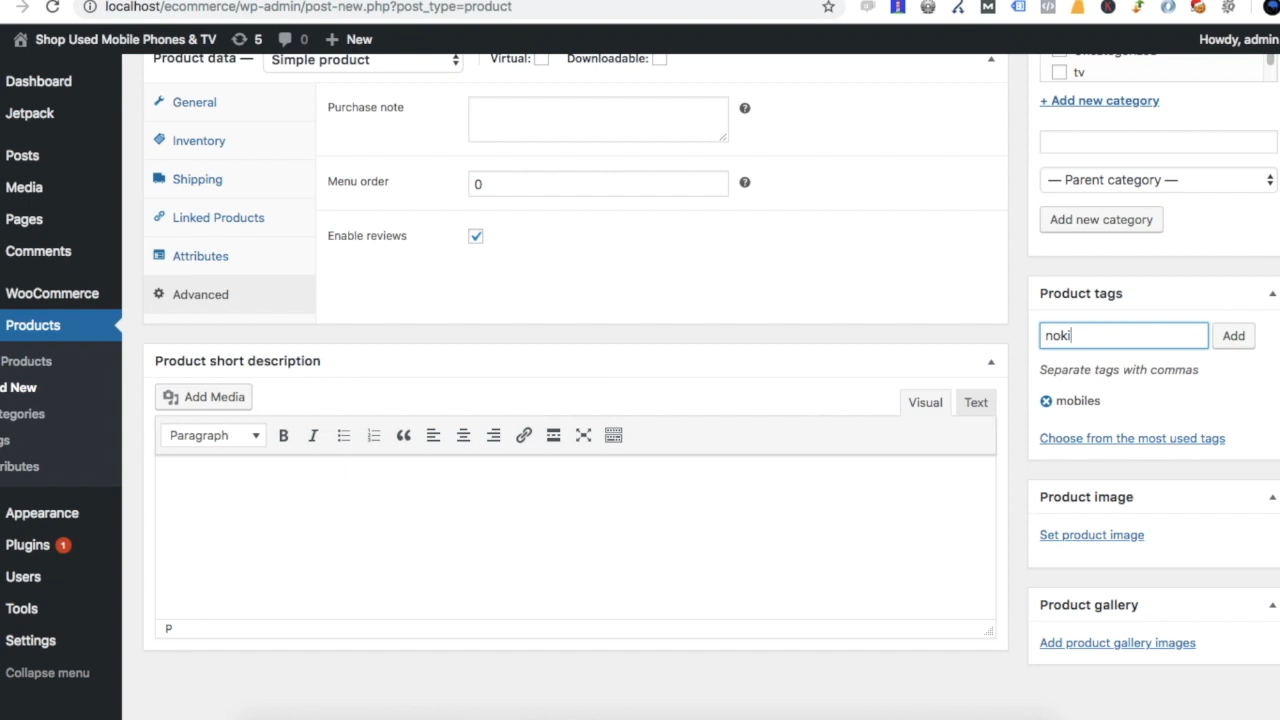 localhost/ecommerce/wp-admin/post-new.php?post_type=product
Shop Used Mobile Phones & TV 5 0 New Howdy, admin
Dashboard
Jetpack
Posts
Media
Pages
Comments
WooCommerce
Products
Products
d New
tegories
gs
ributes
Appearance
Plugins 1
Users
Tools
Settings
Collapse menu
Product data — Simple product Virtual: Downloadable:
General
Inventory
Shipping
Linked Products
Attributes
Advanced
Purchase note
Menu order 0
Enable reviews
Product short description
Add Media
Visual Text
Paragraph B I
P
Uncategorized
tv
+ Add new category
— Parent category —
Add new category
Product tags
noki Add
Separate tags with commas
mobiles
Choose from the most used tags
Product image
Set product image
Product gallery
Add product gallery images